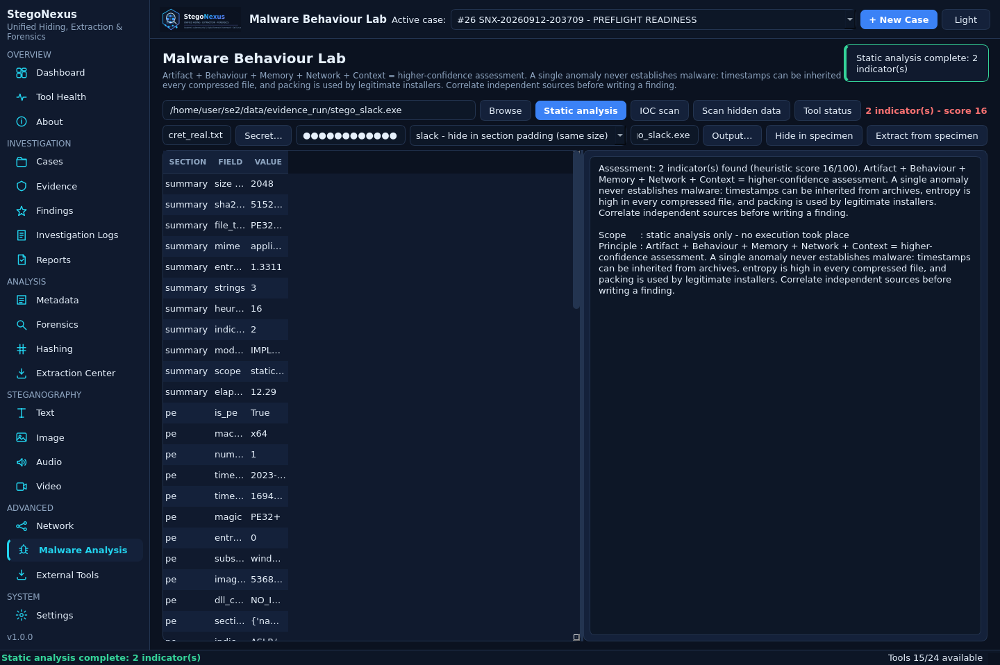 StegoNexus
Unified Hiding, Extraction &
Forensics
OVERVIEW
Dashboard
Tool Health
About
INVESTIGATION
Cases
Evidence
Findings
Investigation Logs
Reports
ANALYSIS
Metadata
Forensics
Hashing
Extraction Center
STEGANOGRAPHY
Text
Image
Audio
Video
ADVANCED
Network
Malware Analysis
External Tools
SYSTEM
Settings
v1.0.0
StegoNexus
Malware Behaviour Lab
Active case:
#26 SNX-20260912-203709 - PREFLIGHT READINESS
+ New Case
Light
Malware Behaviour Lab
Artifact + Behaviour + Memory + Network + Context = higher-confidence assessment. A single anomaly never establishes malware: timestamps can be inherited
every compressed file, and packing is used by legitimate installers. Correlate independent sources before writing a finding.
Static analysis complete: 2
indicator(s)
/home/user/se2/data/evidence_run/stego_slack.exe
Browse
Static analysis
IOC scan
Scan hidden data
Tool status
2 indicator(s) - score 16
cret_real.txt
Secret...
●●●●●●●●●●●●
slack - hide in section padding (same size)
o_slack.exe
Output...
Hide in specimen
Extract from specimen
SECTION FIELD VALUE
summary size ... 2048
summary sha2... 5152...
summary file_t... PE32...
summary mime appli...
summary entr... 1.3311
summary strings 3
summary heur... 16
summary indic... 2
summary mod... IMPL...
summary scope static...
summary elap... 12.29
pe is_pe True
pe mac... x64
pe num... 1
pe time... 2023-...
pe time... 1694...
pe magic PE32+
pe entr... 0
pe subs... wind...
pe imag... 5368...
pe dll_c... NO_I...
pe secti... {'na...
Assessment: 2 indicator(s) found (heuristic score 16/100). Artifact + Behaviour +
Memory + Network + Context = higher-confidence assessment. A single anomaly
never establishes malware: timestamps can be inherited from archives, entropy is
high in every compressed file, and packing is used by legitimate installers.
Correlate independent sources before writing a finding.
Scope : static analysis only - no execution took place
Principle : Artifact + Behaviour + Memory + Network + Context = higher-
confidence assessment. A single anomaly never establishes malware: timestamps
can be inherited from archives, entropy is high in every compressed file, and
packing is used by legitimate installers. Correlate independent sources before
writing a finding.
Static analysis complete: 2 indicator(s)
Tools 15/24 available